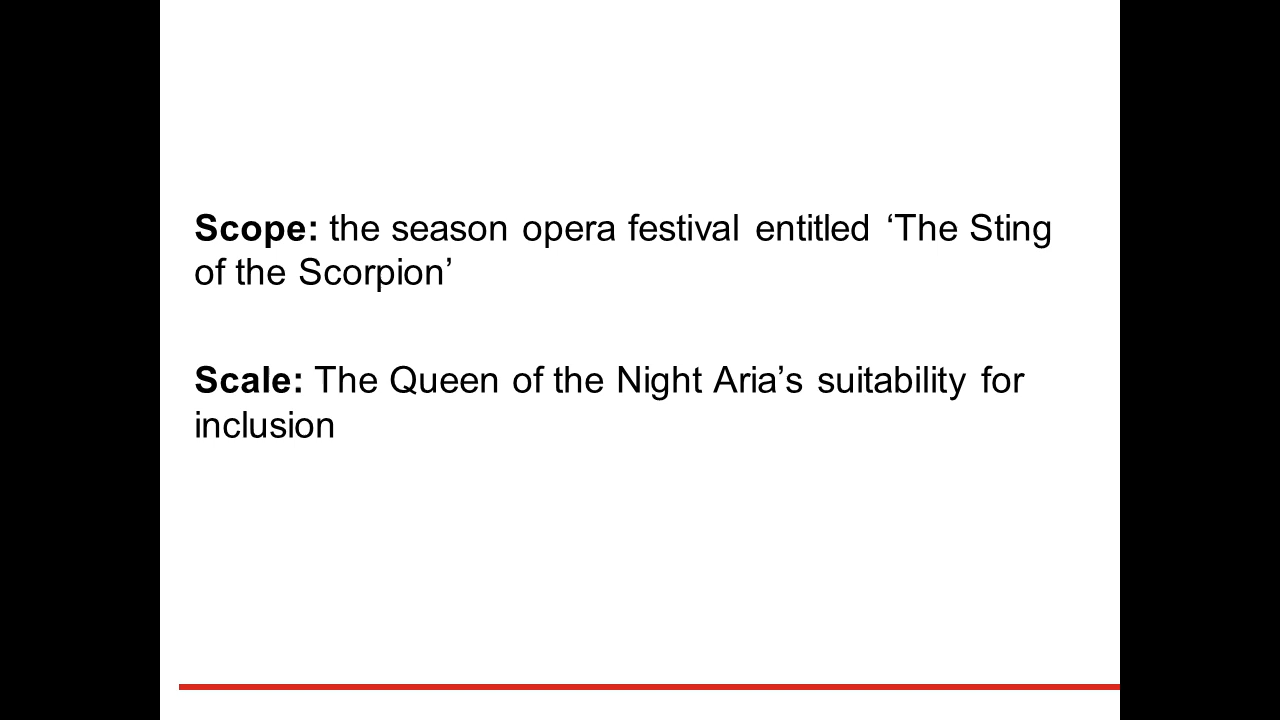 Scope: the season opera festival entitled ‘The Sting
of the Scorpion’
Scale: The Queen of the Night Aria’s suitability for
inclusion